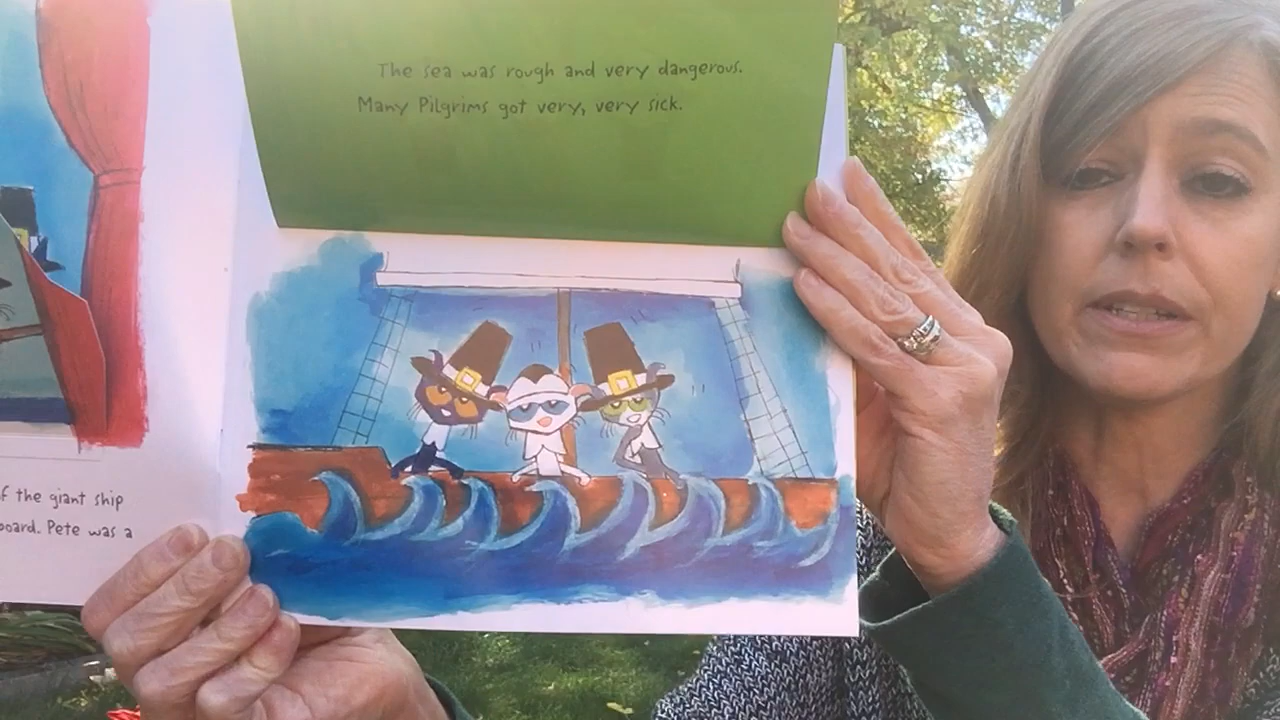 The sea was rough and very dangerous.
Many Pilgrims got very, very sick.
of the giant ship
board. Pete was a